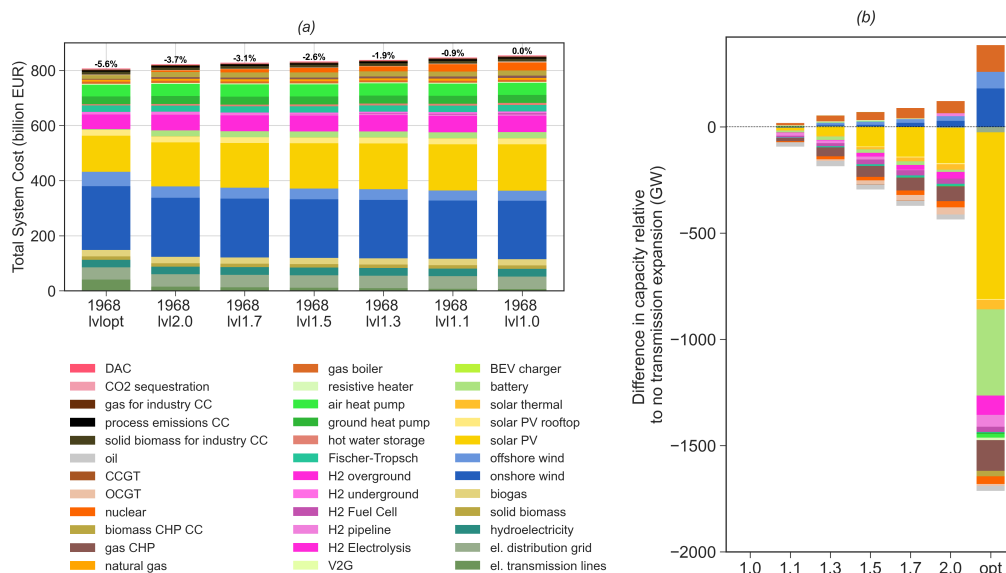 (a)
Total System Cost (billion EUR)
800
600
400
200
0
-5.6%
-3.7%
-3.1%
-2.6%
-1.9%
-0.9%
0.0%
1968 lvlopt
1968 lvl2.0
1968 lvl1.7
1968 lvl1.5
1968 lvl1.3
1968 lvl1.1
1968 lvl1.0
DAC
CO2 sequestration
gas for industry CC
process emissions CC
solid biomass for industry CC
oil
CCGT
OCGT
nuclear
biomass CHP CC
gas CHP
natural gas
gas boiler
resistive heater
air heat pump
ground heat pump
hot water storage
Fischer-Tropsch
H2 overground
H2 underground
H2 Fuel Cell
H2 pipeline
H2 Electrolysis
V2G
BEV charger
battery
solar thermal
solar PV rooftop
solar PV
offshore wind
onshore wind
biogas
solid biomass
hydroelectricity
el. distribution grid
el. transmission lines
(b)
Difference in capacity relative
to no transmission expansion (GW)
0
−500
−1000
−1500
−2000
1.0
1.1
1.3
1.5
1.7
2.0
opt